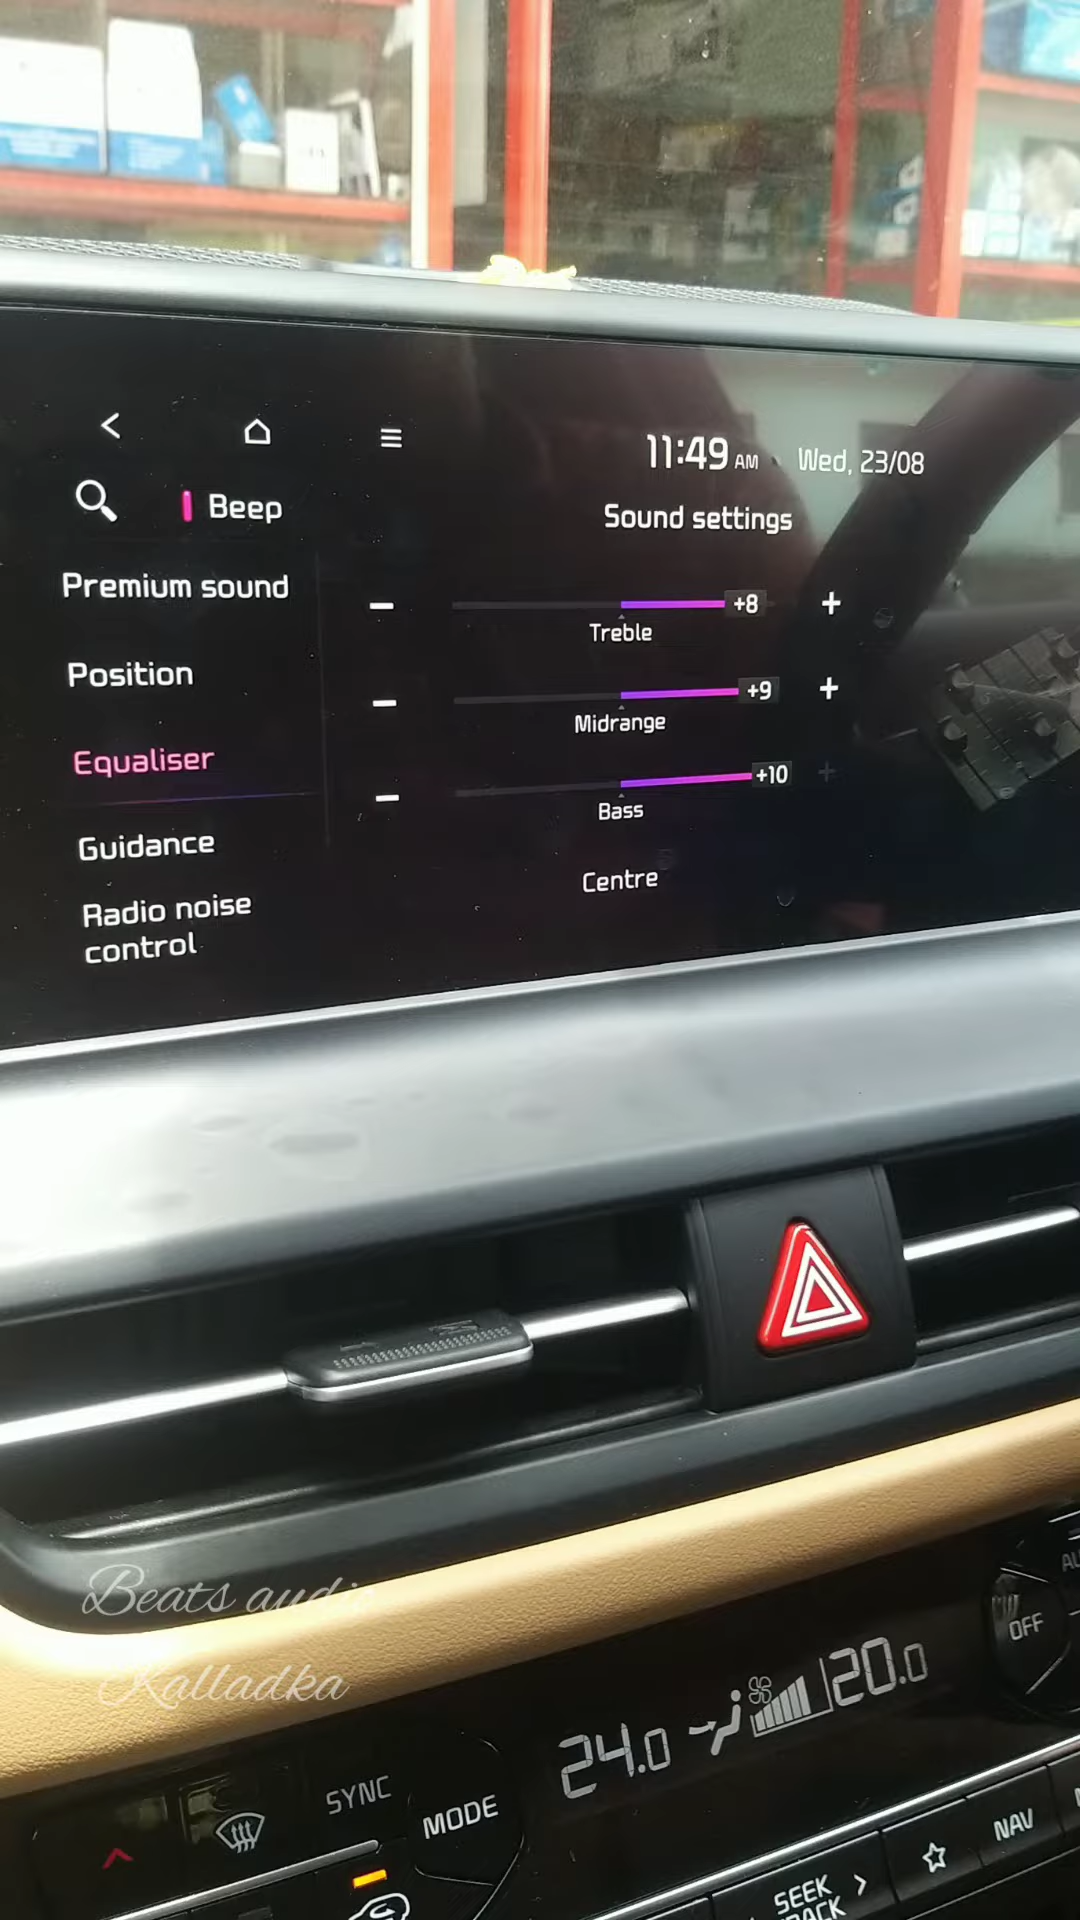 11:49 AM Wed, 23/08
Beep
Sound settings
Premium sound
Position
Equaliser
Guidance
Radio noise
control
+8
Treble
+9
Midrange
+10
Bass
Centre
Beats audio
Kalladka
OFF
24.0 20.0
SYNC
MODE
NAV
SEEK
TRACK